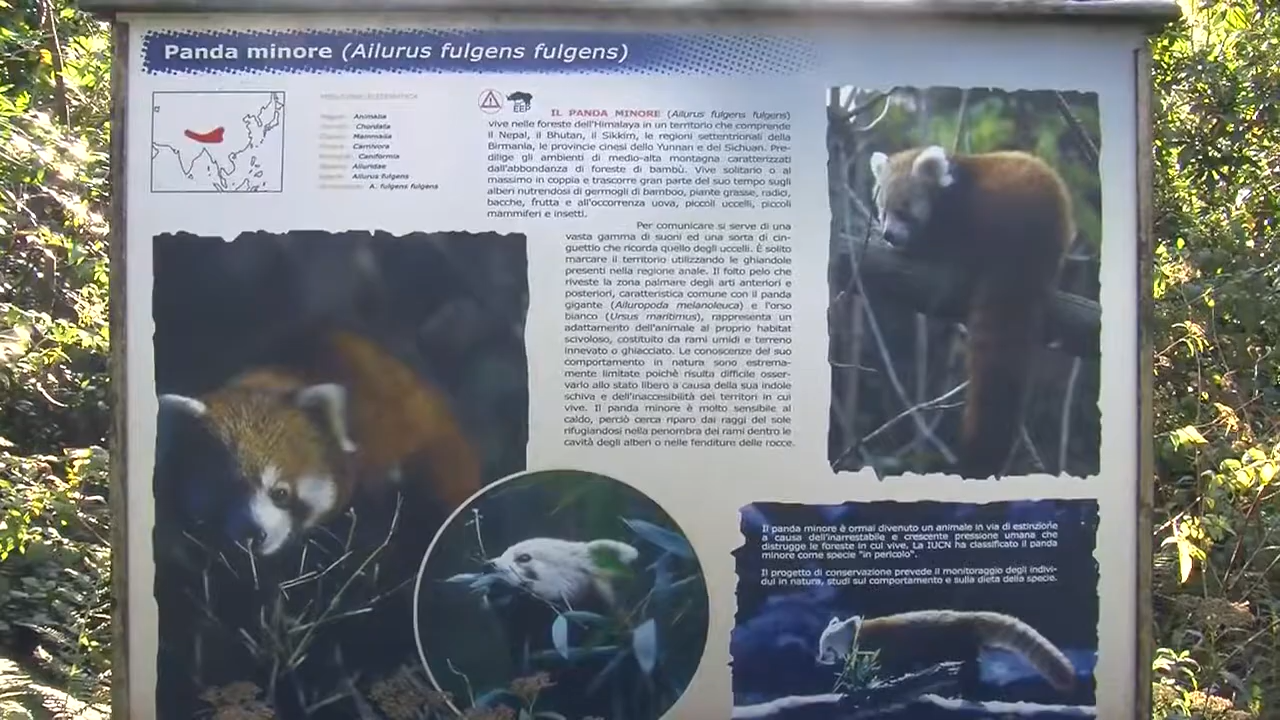 Panda minore (Ailurus fulgens fulgens)
Animalia
Chordata
Mammalia
Carnivora
Caniformia
Ailuridae
Ailurus fulgens
A. fulgens fulgens
EEP
IL PANDA MINORE (Ailurus fulgens fulgens)
vive nelle foreste dell'Himalaya in un territorio che comprende
il Nepal, il Bhutan, il Sikkim, le regioni settentrionali della
Birmania, le provincie cinesi dello Yunnan e del Sichuan. Pre-
dilige gli ambienti di medio-alta montagna caratterizzati
dall'abbondanza di foreste di bambù. Vive solitario o al
massimo in coppia e trascorre gran parte del suo tempo sugli
alberi nutrendosi di germogli di bamboo, piante grasse, radici,
bacche, frutta e all'occorrenza uova, piccoli uccelli, piccoli
mammiferi e insetti.
Per comunicare si serve di una
vasta gamma di suoni ed una sorta di cin-
guettio che ricorda quello degli uccelli. È solito
marcare il territorio utilizzando le ghiandole
presenti nella regione anale. Il folto pelo che
riveste la zona palmare degli arti anteriori e
posteriori, caratteristica comune con il panda
gigante (Ailuropoda melanoleuca) e l'orso
bianco (Ursus maritimus), rappresenta un
adattamento dell'animale al proprio habitat
scivoloso, costituito da rami umidi e terreno
innevato o ghiacciato. Le conoscenze del suo
comportamento in natura sono estrema-
mente limitate poichè risulta difficile osser-
varlo allo stato libero a causa della sua indole
schiva e dell'inaccesibilità dei territori in cui
vive. Il panda minore è molto sensibile al
caldo, perciò cerca riparo dai raggi del sole
rifugiandosi nella penombra dei rami dentro le
cavità degli alberi o nelle fenditure delle rocce.
Il panda minore è ormai divenuto un animale in via di estinzione
a causa dell'inarrestabile e crescente pressione umana che
distrugge le foreste in cui vive. La IUCN ha classificato il panda
minore come specie "in pericolo".
Il progetto di conservazione prevede il monitoraggio degli indivi-
dui in natura, studi sul comportamento e sulla dieta della specie.